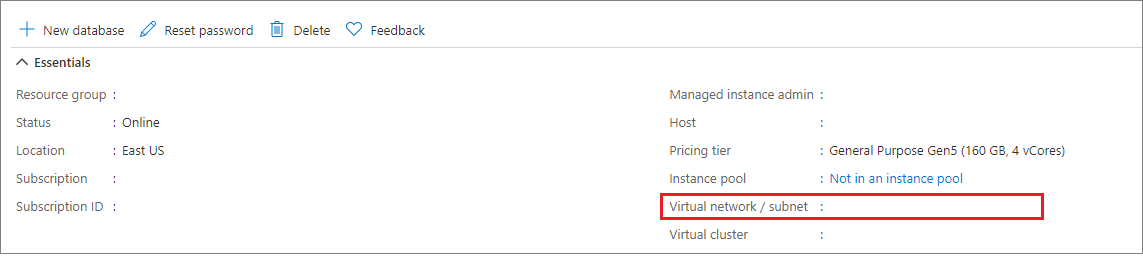 New database Reset password Delete Feedback
Essentials
Resource group :
Status : Online
Location : East US
Subscription :
Subscription ID :
Managed instance admin :
Host :
Pricing tier : General Purpose Gen5 (160 GB, 4 vCores)
Instance pool : Not in an instance pool
Virtual network / subnet :
Virtual cluster :